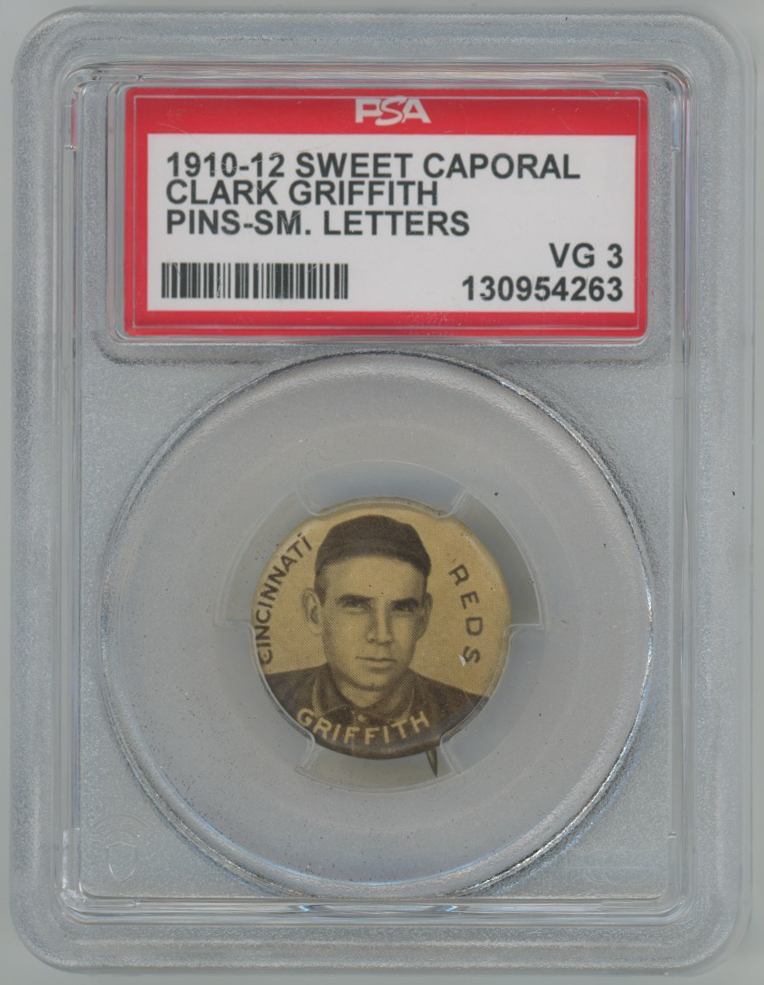 PSA
1910-12 SWEET CAPORAL
CLARK GRIFFITH
PINS-SM. LETTERS
VG 3
130954263
CINCINNATI
REDS
GRIFFITH